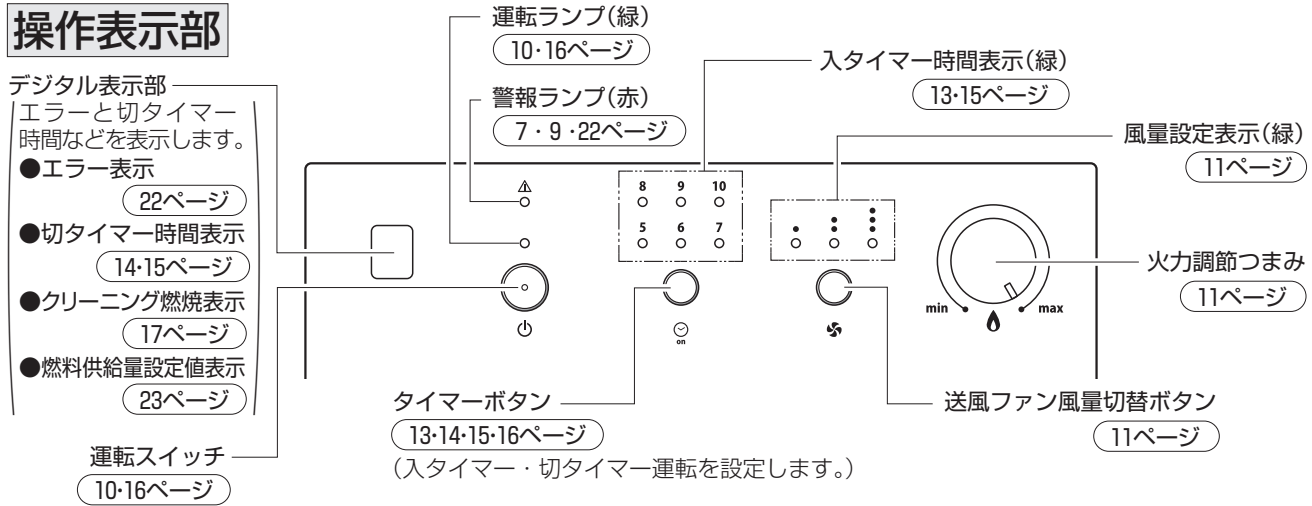 操作表示部
デジタル表示部
エラーと切タイマー
時間などを表示します。
●エラー表示
22ページ
●切タイマー時間表示
14・15ページ
●クリーニング燃焼表示
17ページ
●燃料供給量設定値表示
23ページ
運転スイッチ
10・16ページ
運転ランプ(緑)
10・16ページ
警報ランプ(赤)
7・9・22ページ
入タイマー時間表示(緑)
13・15ページ
風量設定表示(緑)
11ページ
8 9 10
5 6 7
on
min max
火力調節つまみ
11ページ
タイマーボタン
13・14・15・16ページ
(入タイマー・切タイマー運転を設定します。)
送風ファン風量切替ボタン
11ページ